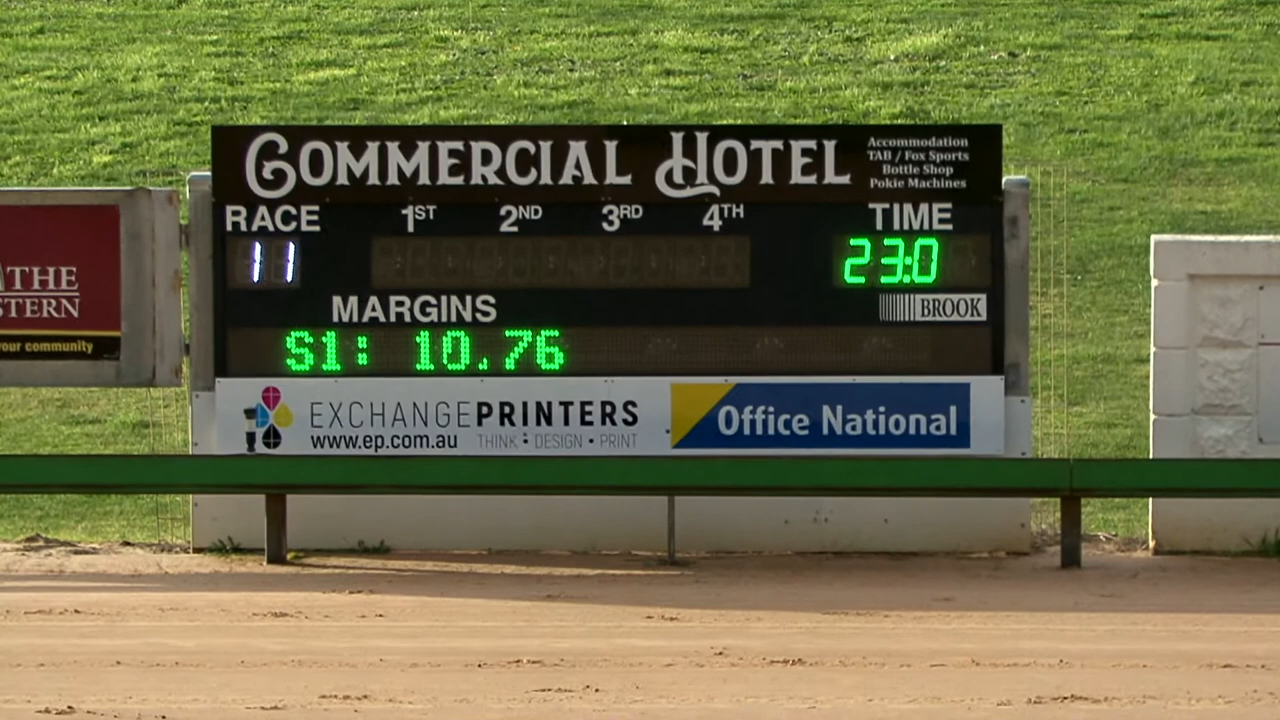 COMMERCIAL HOTEL
Accommodation
TAB / Fox Sports
Bottle Shop
Pokie Machines
RACE 1ST 2ND 3RD 4TH TIME
11 23:0
MARGINS
BROOK
S1: 10.76
EXCHANGEPRINTERS
www.ep.com.au THINK • DESIGN • PRINT
Office National
THE
STERN
your community